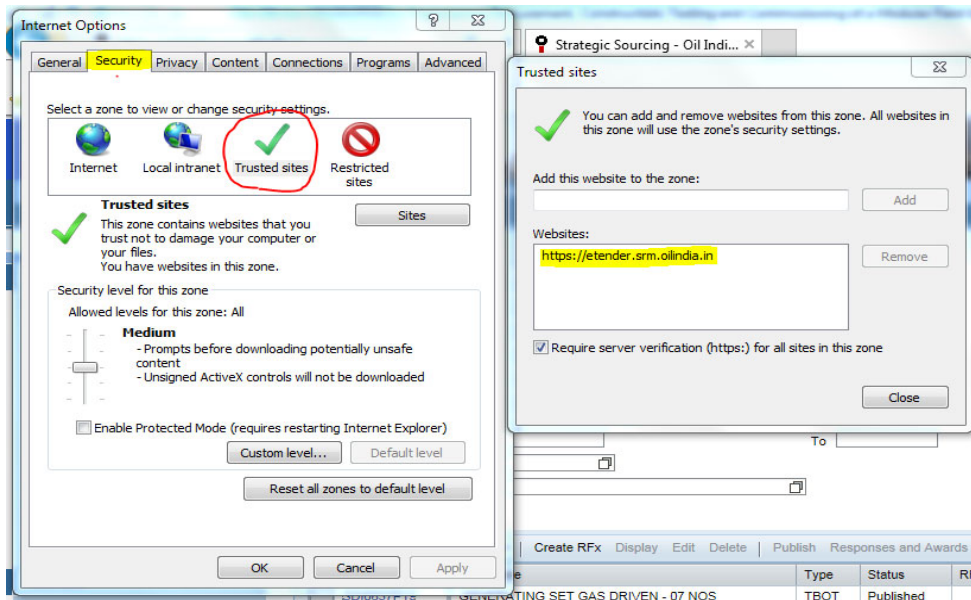 Internet Options
General Security Privacy Content Connections Programs Advanced
Select a zone to view or change security settings.
Internet Local intranet Trusted sites Restricted
sites
Trusted sites
This zone contains websites that you
trust not to damage your computer or
your files.
You have websites in this zone.
Sites
Security level for this zone
Allowed levels for this zone: All
Medium
- Prompts before downloading potentially unsafe
content
- Unsigned ActiveX controls will not be downloaded
Enable Protected Mode (requires restarting Internet Explorer)
Custom level... Default level
Reset all zones to default level
OK Cancel Apply
Strategic Sourcing - Oil Indi...
Trusted sites
You can add and remove websites from this zone. All websites in
this zone will use the zone's security settings.
Add this website to the zone:
Add
Websites:
https://etender.srm.oilindia.in
Remove
Require server verification (https:) for all sites in this zone
Close
To
Create RFx Display Edit Delete Publish Responses and Awards
Type Status
GENERATING SET GAS DRIVEN - 07 NOS TBOT Published